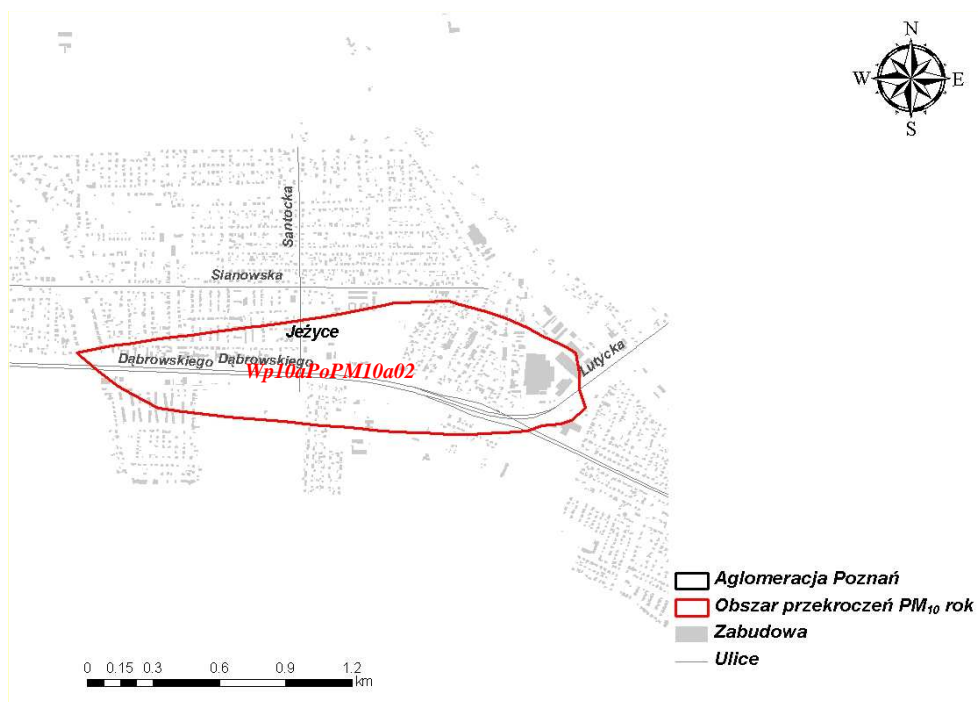 N
W E
S
Santocka
Sianowska
Jeżyce
Lutycka
Dąbrowskiego Dąbrowskiego
Wp10aPoPM10a02
Aglomeracja Poznań
Obszar przekroczeń PM₁₀ rok
Zabudowa
Ulice
0 0.15 0.3 0.6 0.9 1.2
km